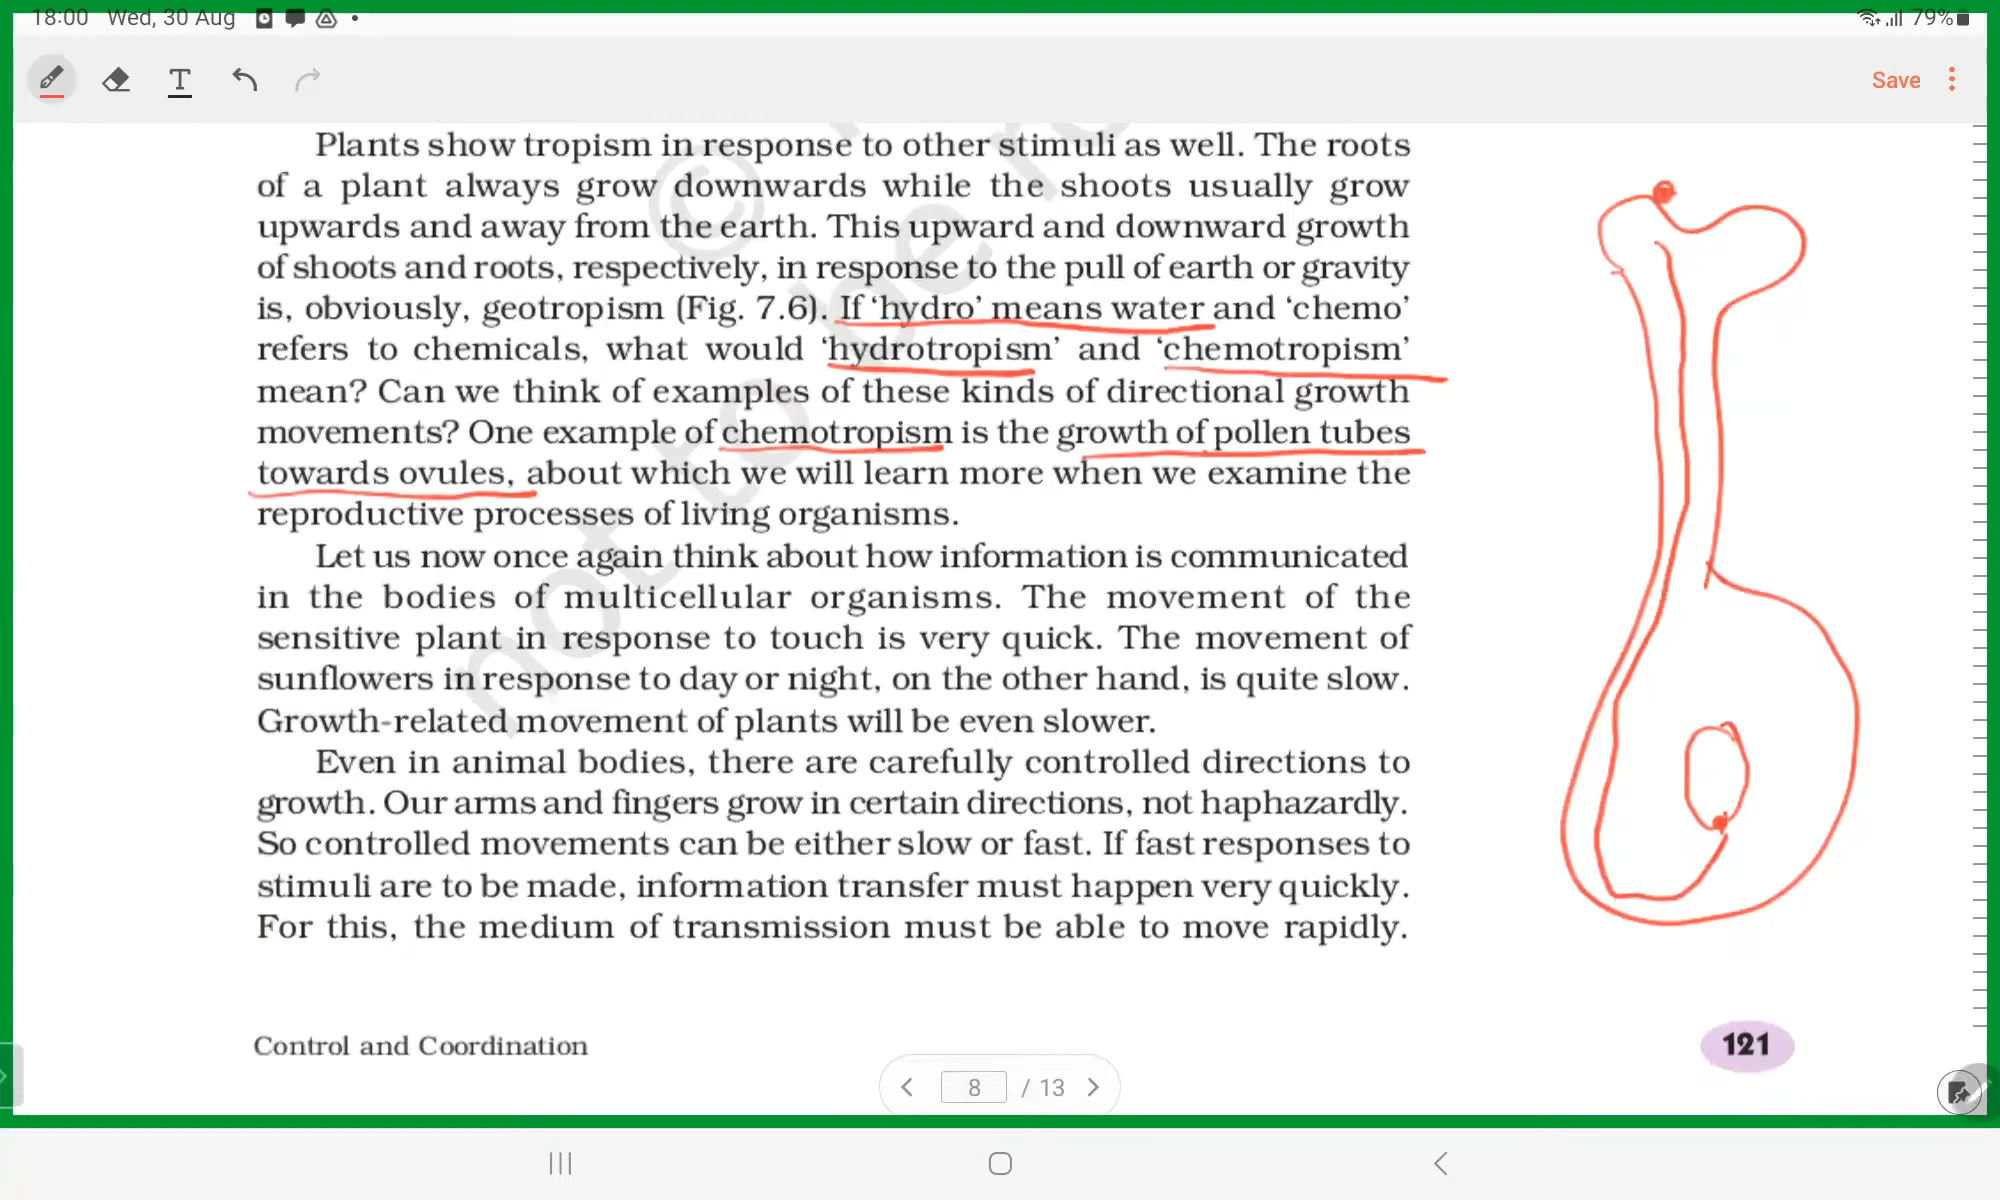 18:00 Wed, 30 Aug
79%
T
Save
Plants show tropism in response to other stimuli as well. The roots
of a plant always grow downwards while the shoots usually grow
upwards and away from the earth. This upward and downward growth
of shoots and roots, respectively, in response to the pull of earth or gravity
is, obviously, geotropism (Fig. 7.6). If ‘hydro’ means water and ‘chemo’
refers to chemicals, what would ‘hydrotropism’ and ‘chemotropism’
mean? Can we think of examples of these kinds of directional growth
movements? One example of chemotropism is the growth of pollen tubes
towards ovules, about which we will learn more when we examine the
reproductive processes of living organisms.
Let us now once again think about how information is communicated
in the bodies of multicellular organisms. The movement of the
sensitive plant in response to touch is very quick. The movement of
sunflowers in response to day or night, on the other hand, is quite slow.
Growth-related movement of plants will be even slower.
Even in animal bodies, there are carefully controlled directions to
growth. Our arms and fingers grow in certain directions, not haphazardly.
So controlled movements can be either slow or fast. If fast responses to
stimuli are to be made, information transfer must happen very quickly.
For this, the medium of transmission must be able to move rapidly.
© not to be
Control and Coordination
121
8 / 13